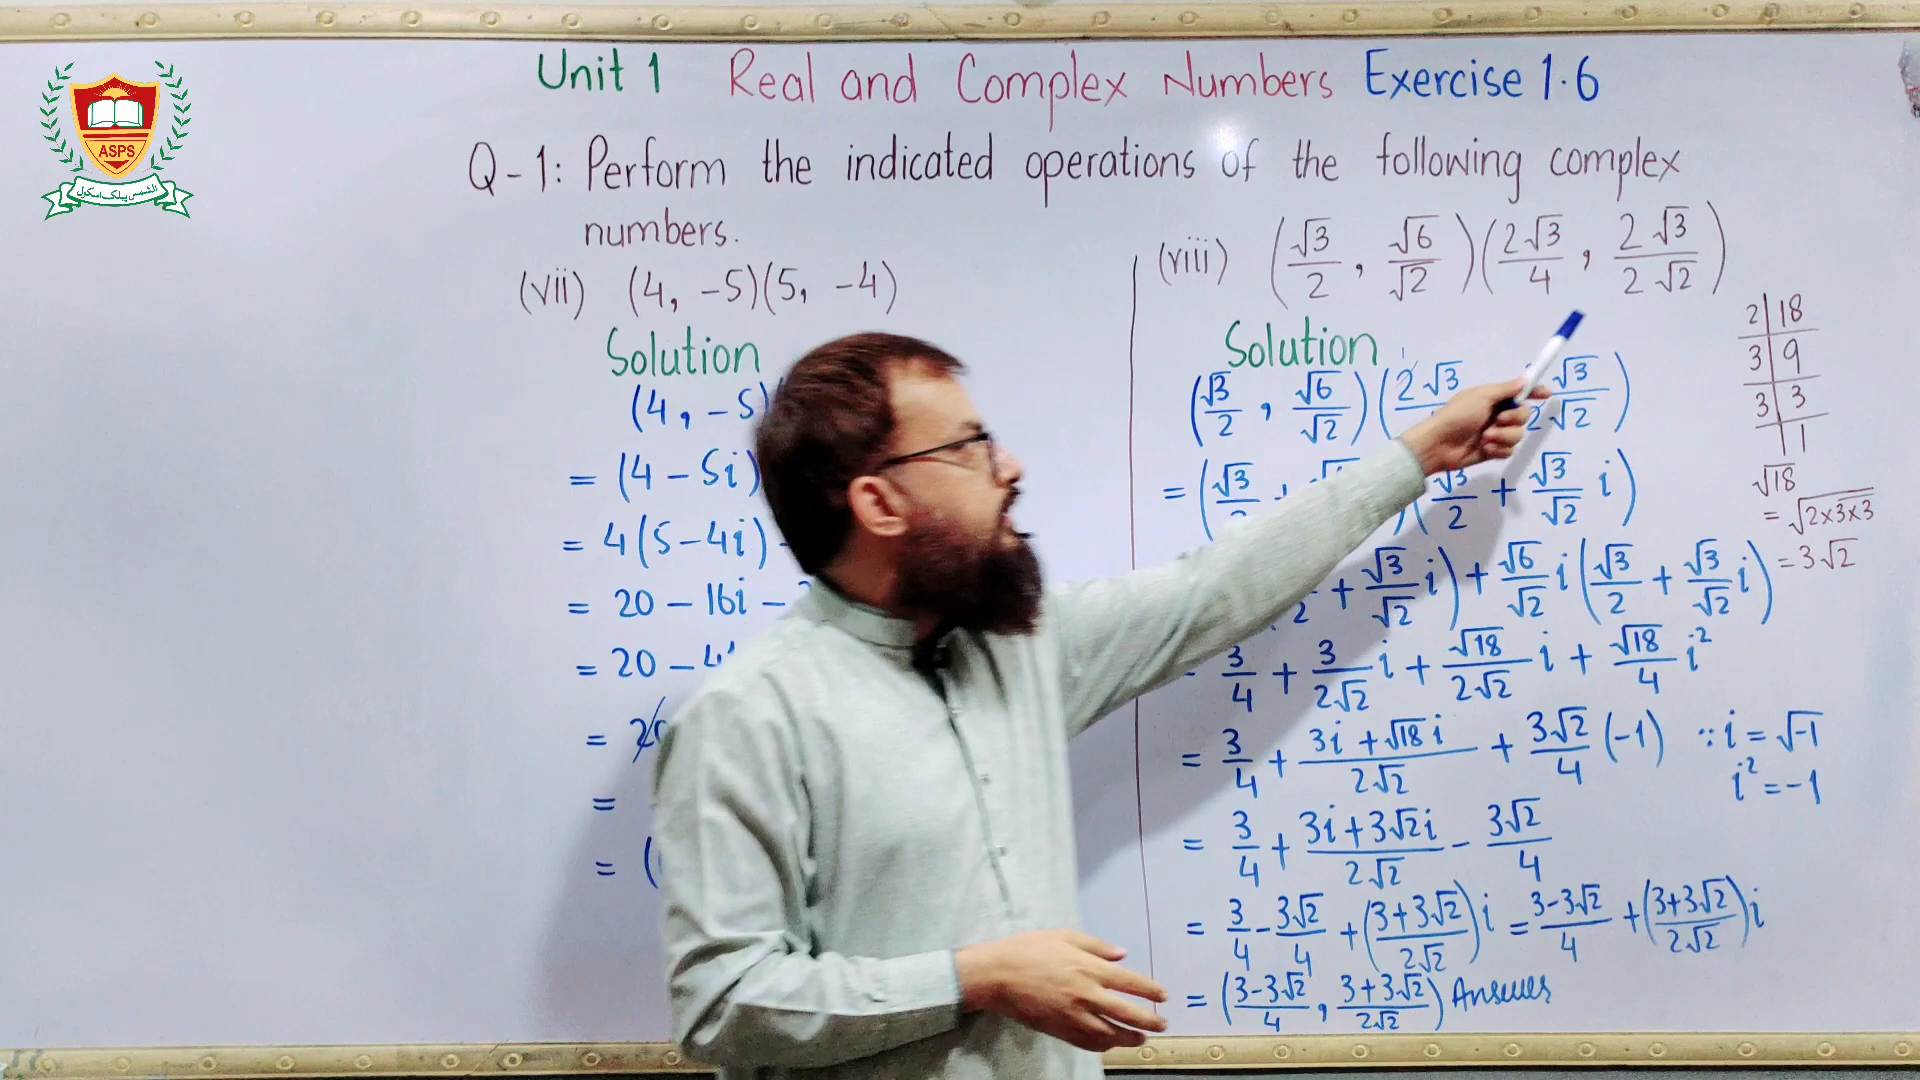 Unit 1 Real and Complex Numbers Exercise 1.6
ASPS
الشمس پبلک اسکول
Q-1: Perform the indicated operations of the following complex
numbers.
(vii) (4, -5)(5, -4)
Solution
(4, -5)
= (4 - 5i)
= 4(5-4i)
= 20 - 16i -
= 20 -
=
=
= (
(viii) (√3/2, √6/√2)(2√3/4, 2√3/2√2)
Solution
(√3/2, √6/√2)(2√3 √3/2√2)
= (√3 + √3/2 + √3/√2 i)
+ √3/√2 i) + √6/√2 i(√3/2 + √3/√2 i)
3/4 + 3/2√2 i + √18/2√2 i + √18/4 i²
= 3/4 + 3i + √18 i/2√2 + 3√2/4 (-1) ∵ i = √-1
i² = -1
= 3/4 + 3i+3√2i/2√2 - 3√2/4
= 3/4 - 3√2/4 + (3+3√2/2√2)i = 3-3√2/4 + (3+3√2/2√2)i
= (3-3√2/4, 3+3√2/2√2) Answer
2 | 18
3 | 9
3 | 3
| 1
√18
= √2×3×3
= 3√2